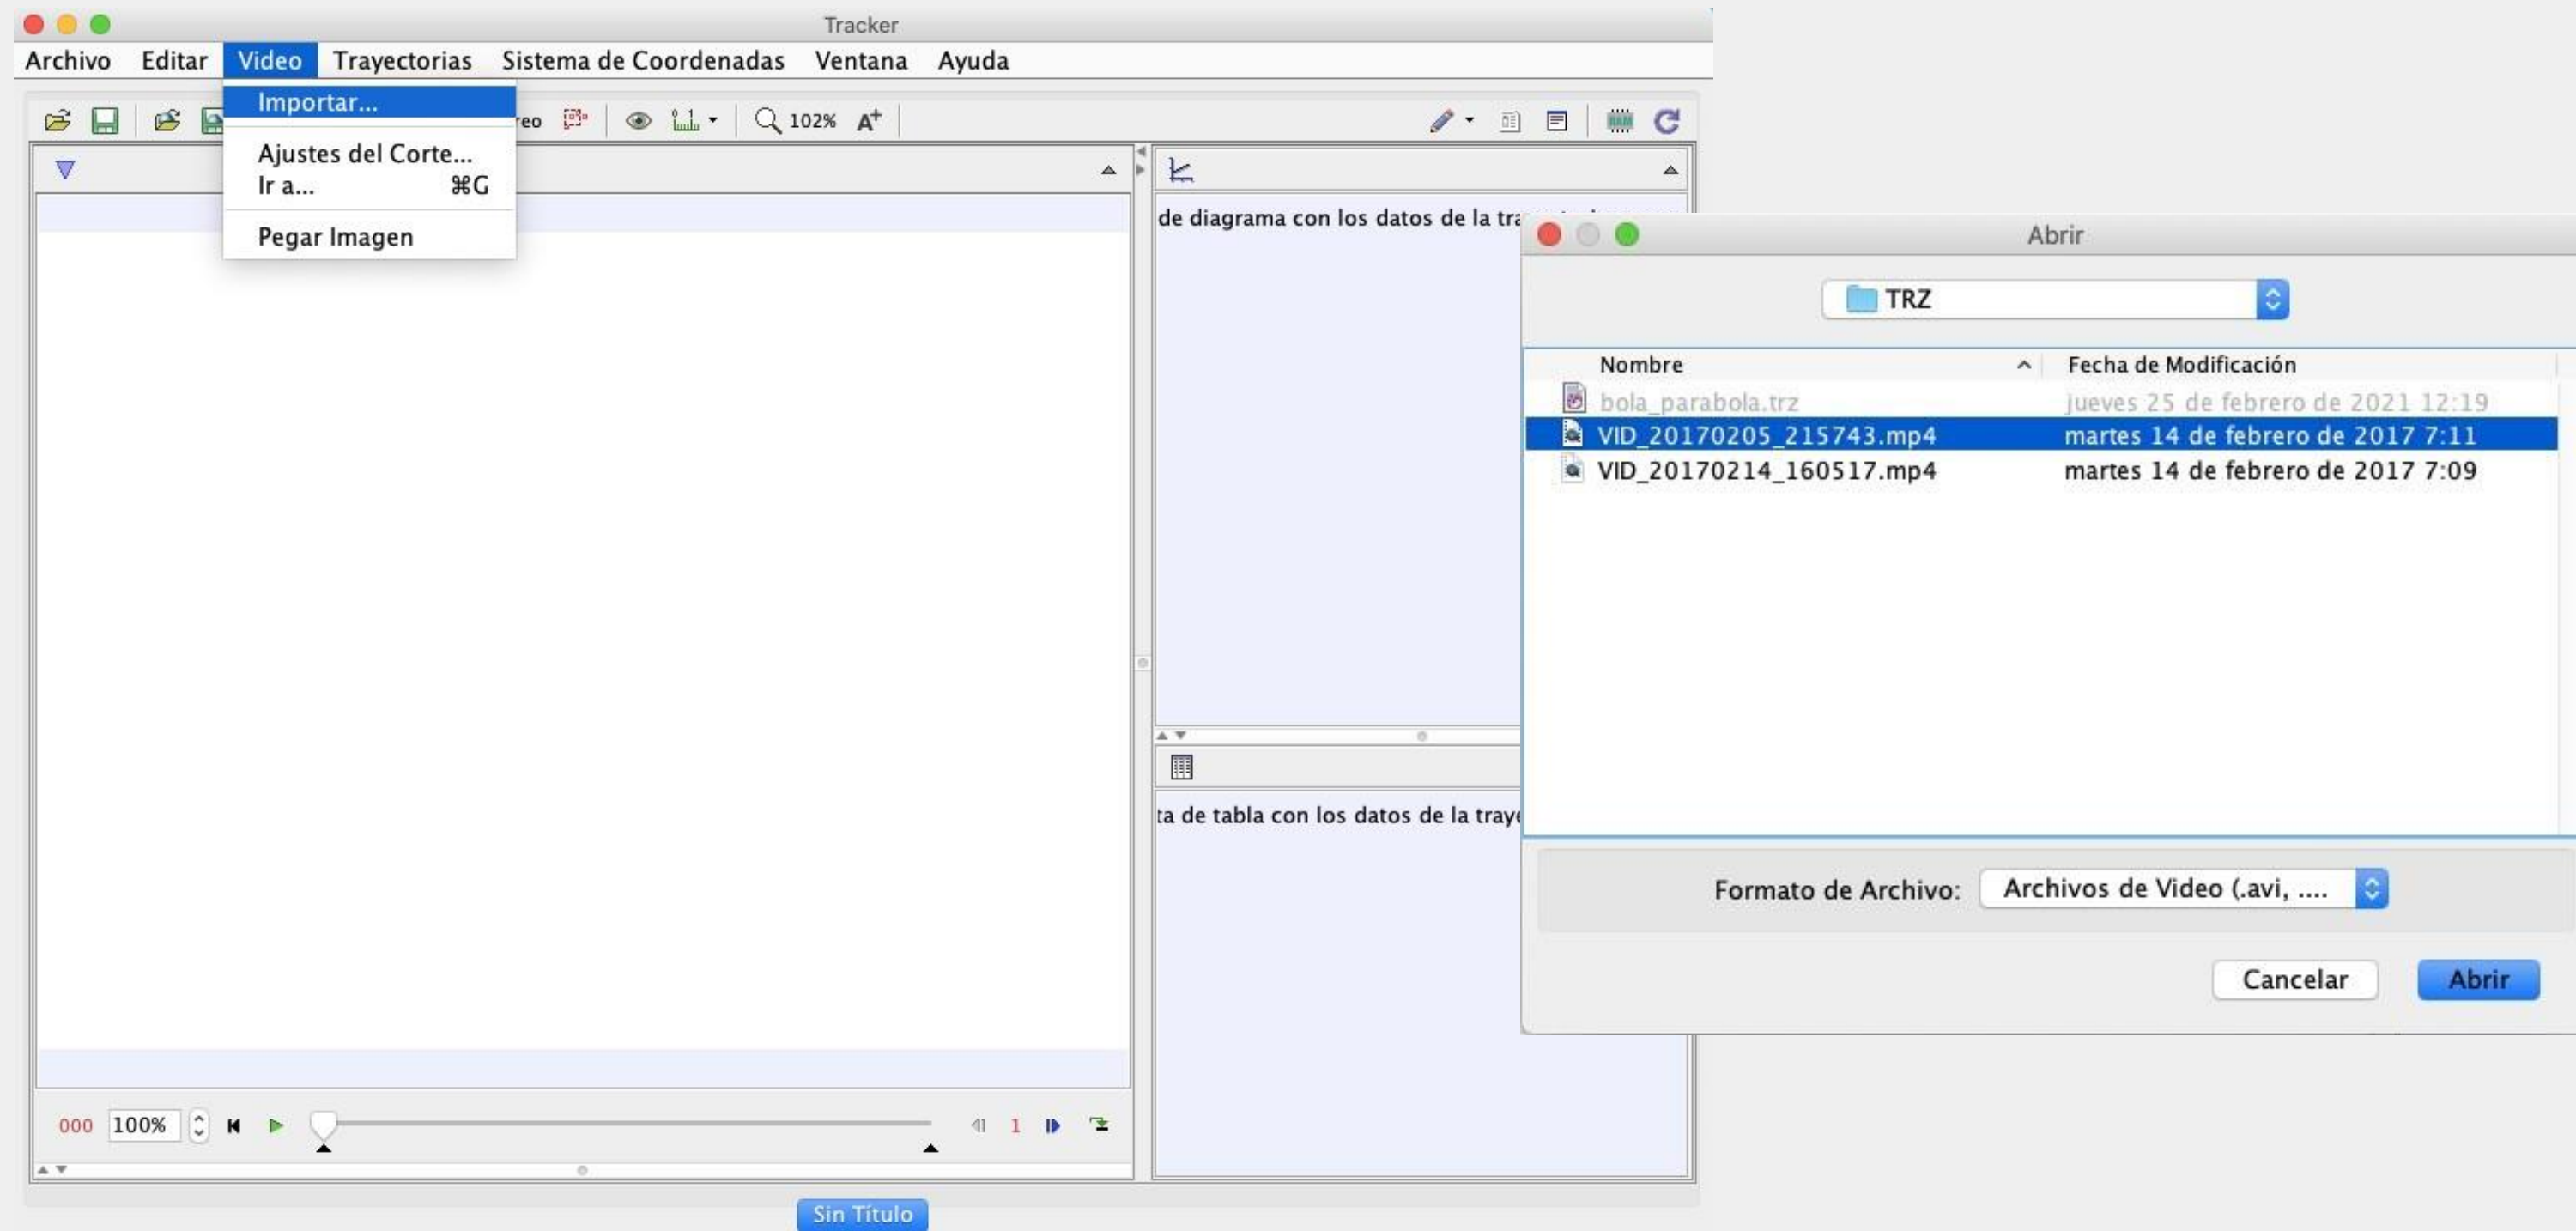 Tracker
Archivo Editar Video Trayectorias Sistema de Coordenadas Ventana Ayuda
Importar...
Ajustes del Corte...
Ir a... ⌘G
Pegar Imagen
reo 102% A+
de diagrama con los datos de la
ta de tabla con los datos de la
000 100% 1
Sin Título
Abrir
TRZ
Nombre Fecha de Modificación
bola_parabola.trz jueves 25 de febrero de 2021 12:19
VID_20170205_215743.mp4 martes 14 de febrero de 2017 7:11
VID_20170214_160517.mp4 martes 14 de febrero de 2017 7:09
Formato de Archivo: Archivos de Video (.avi, ....
Cancelar Abrir